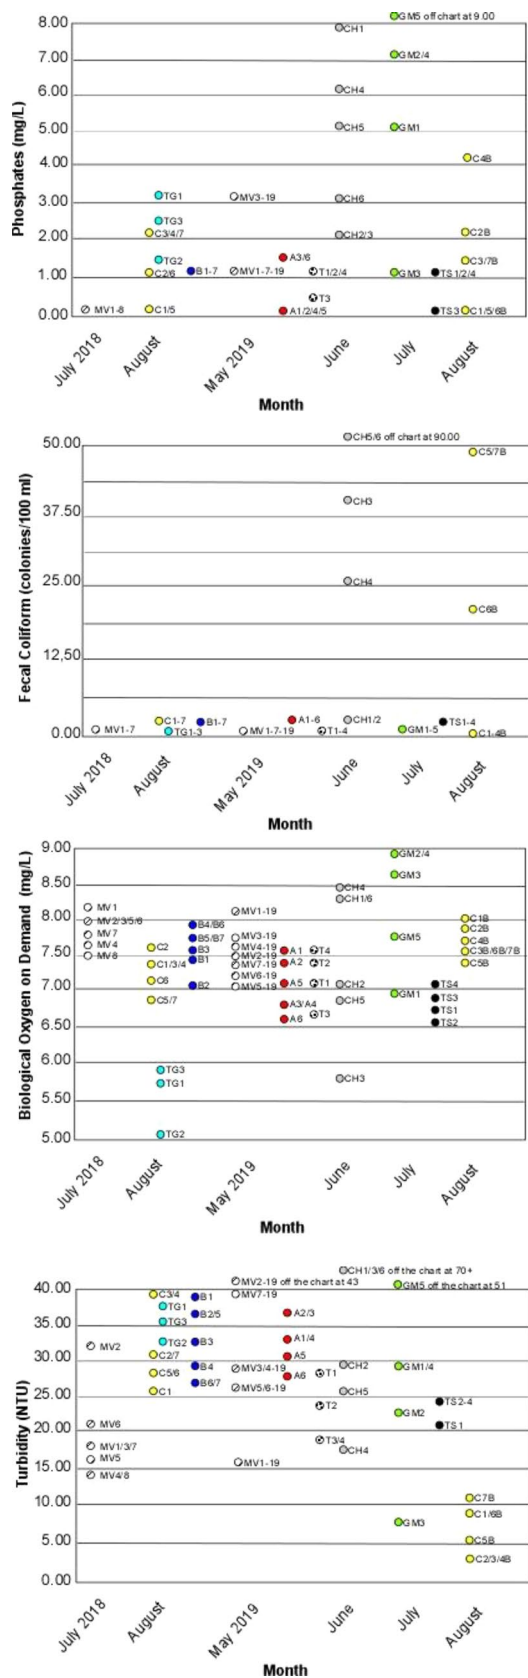 Phosphates (mg/L)
8.00
7.00
6.00
5.00
4.00
3.00
2.00
1.00
0.00
GM5 off chart at 9.00
CH1
GM2/4
CH4
CH5
GM1
C4B
TG1
MV3-19
CH6
TG3
C3/4/7
CH2/3
C2B
TG2
A3/6
C3/7B
C2/6
B1-7
MV1-7-19
T1/2/4
GM3
TS1/2/4
T3
MV1-8
C1/5
A1/2/4/5
TS3
C1/5/6B
July 2018
August
May 2019
June
July
August
Month
Fecal Coliform (colonies/100 ml)
50.00
37.50
25.00
12.50
0.00
CH5/6 off chart at 90.00
C5/7B
CH3
CH4
C6B
MV1-7
C1-7
TG1-3
B1-7
MV1-7-19
A1-6
T1-4
CH1/2
GM1-5
TS1-4
C1-4B
July 2018
August
May 2019
June
July
August
Month
Biological Oxygen on Demand (mg/L)
9.00
8.50
8.00
7.50
7.00
6.50
6.00
5.50
5.00
GM2/4
GM3
CH4
CH1/6
MV1
MV2/3/5/6
MV7
MV4
MV8
C2
C1/3/4
C6
C5/7
B4/B6
B5/B7
B3
B1
B2
MV1-19
MV3-19
MV4-19
MV2-19
MV7-19
MV6-19
MV5-19
A1
A2
A5
A3/A4
A6
T4
T2
T1
T3
CH2
CH5
CH3
GM5
GM1
TS4
TS3
TS1
TS2
C1B
C2B
C4B
C3B/6B/7B
C5B
TG3
TG1
TG2
July 2018
August
May 2019
June
July
August
Month
Turbidity (NTU)
40.00
35.00
30.00
25.00
20.00
15.00
10.00
5.00
0.00
CH1/3/6 off the chart at 70+
MV2-19 off the chart at 43
GM5 off the chart at 51
MV7-19
C3/4
TG1
TG3
TG2
C2/7
C5/6
C1
B1
B2/5
B3
B4
B6/7
MV2
MV6
MV1/3/7
MV5
MV4/8
MV3/4-19
MV5/6-19
MV1-19
A2/3
A1/4
A5
A6
T1
T2
T3/4
CH2
CH5
CH4
GM1/4
GM2
GM3
TS2-4
TS1
C7B
C1/6B
C5B
C2/3/4B
July 2018
August
May 2019
June
July
August
Month